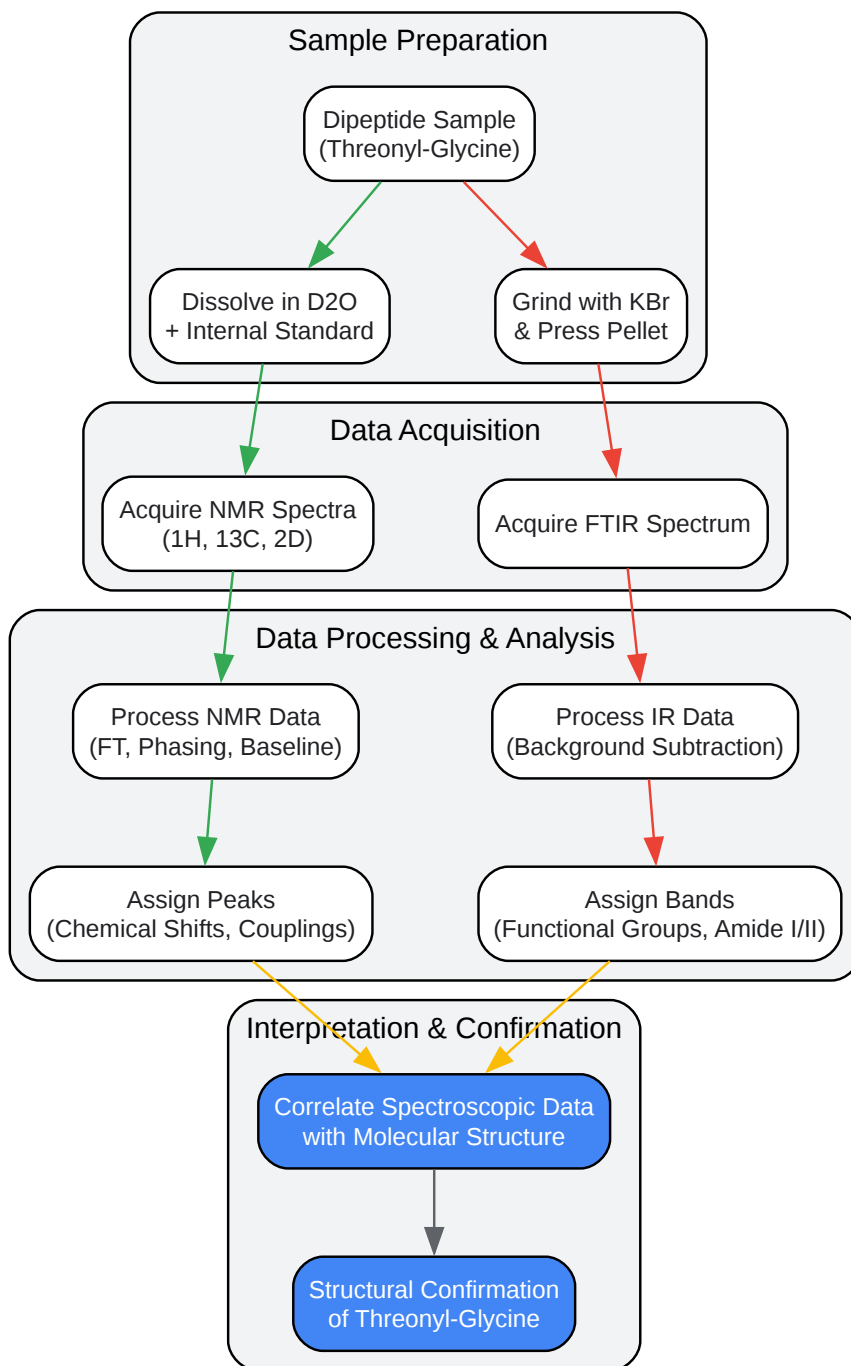 Sample Preparation
Dipeptide Sample
(Threonyl-Glycine)
Dissolve in D2O
+ Internal Standard
Grind with KBr
& Press Pellet
Data Acquisition
Acquire NMR Spectra
(1H, 13C, 2D)
Acquire FTIR Spectrum
Data Processing & Analysis
Process NMR Data
(FT, Phasing, Baseline)
Process IR Data
(Background Subtraction)
Assign Peaks
(Chemical Shifts, Couplings)
Assign Bands
(Functional Groups, Amide I/II)
Interpretation & Confirmation
Correlate Spectroscopic Data
with Molecular Structure
Structural Confirmation
of Threonyl-Glycine